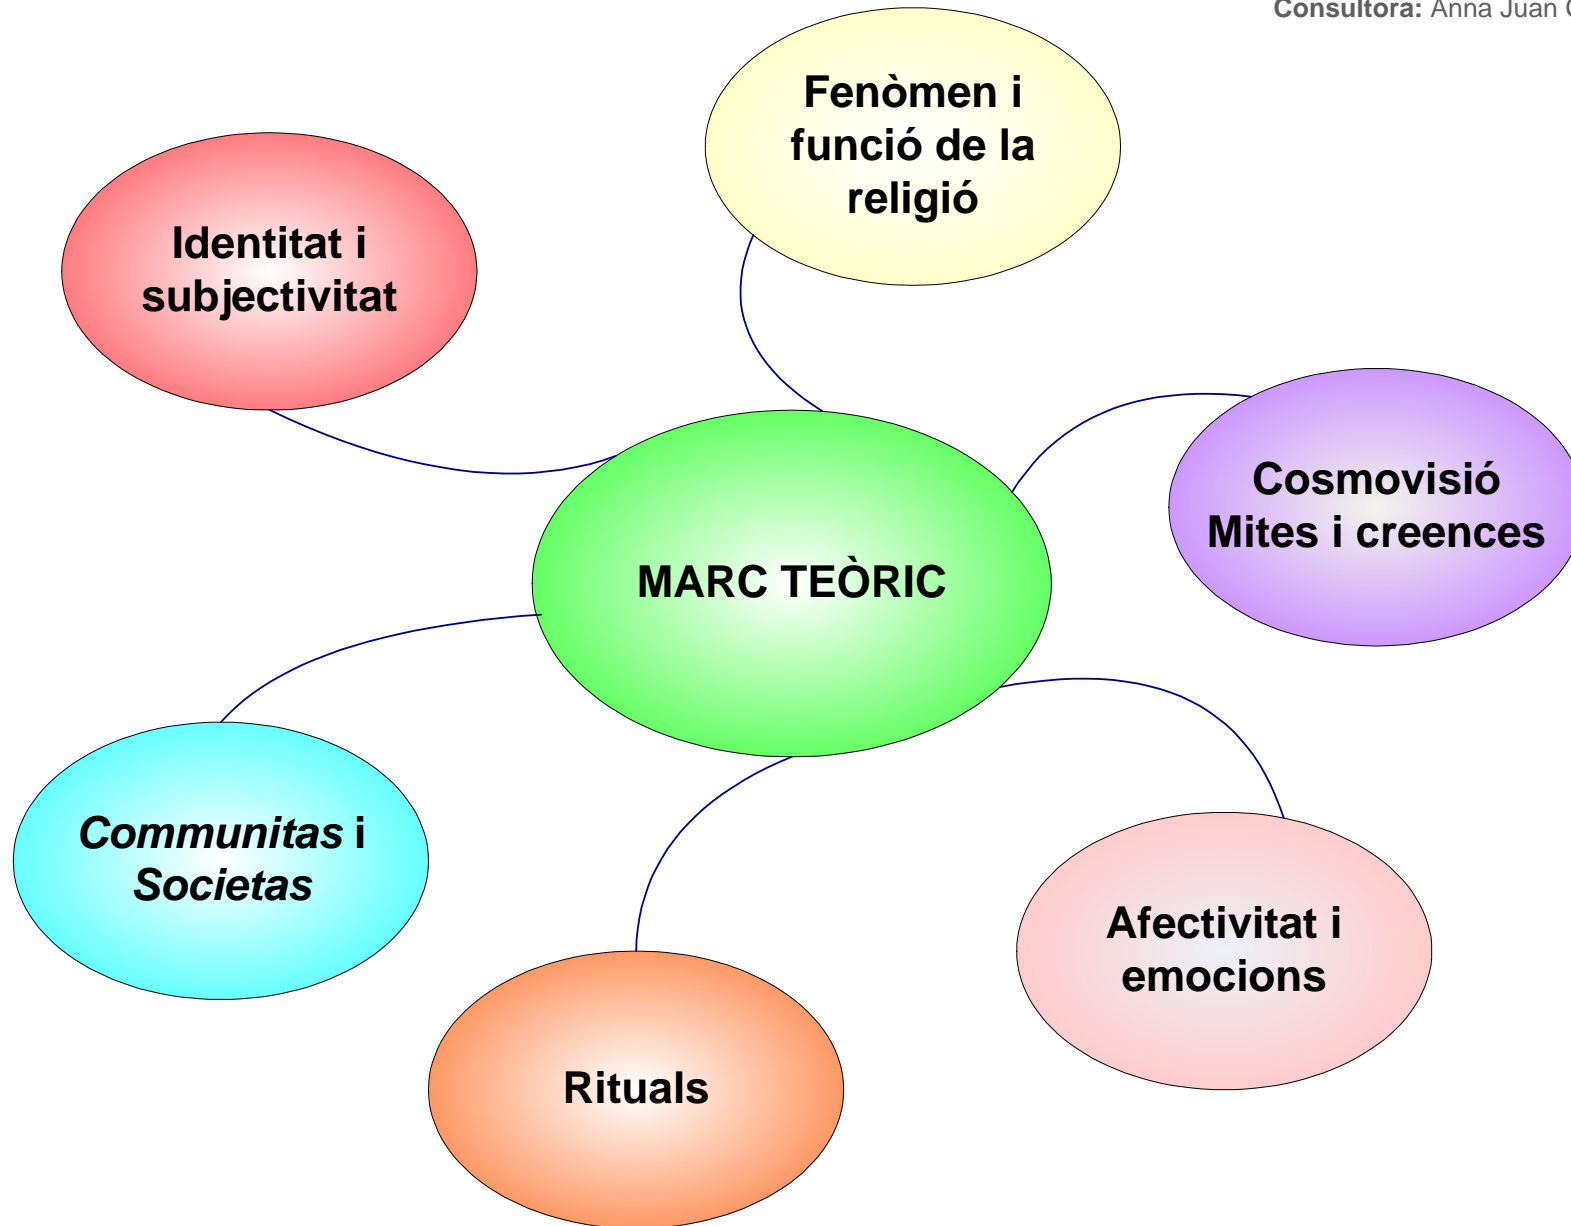 Consultora: Anna Juan
Fenòmen i
funció de la
religió
Identitat i
subjectivitat
Cosmovisió
Mites i creences
MARC TEÒRIC
Communitas i
Societas
Afectivitat i
emocions
Rituals